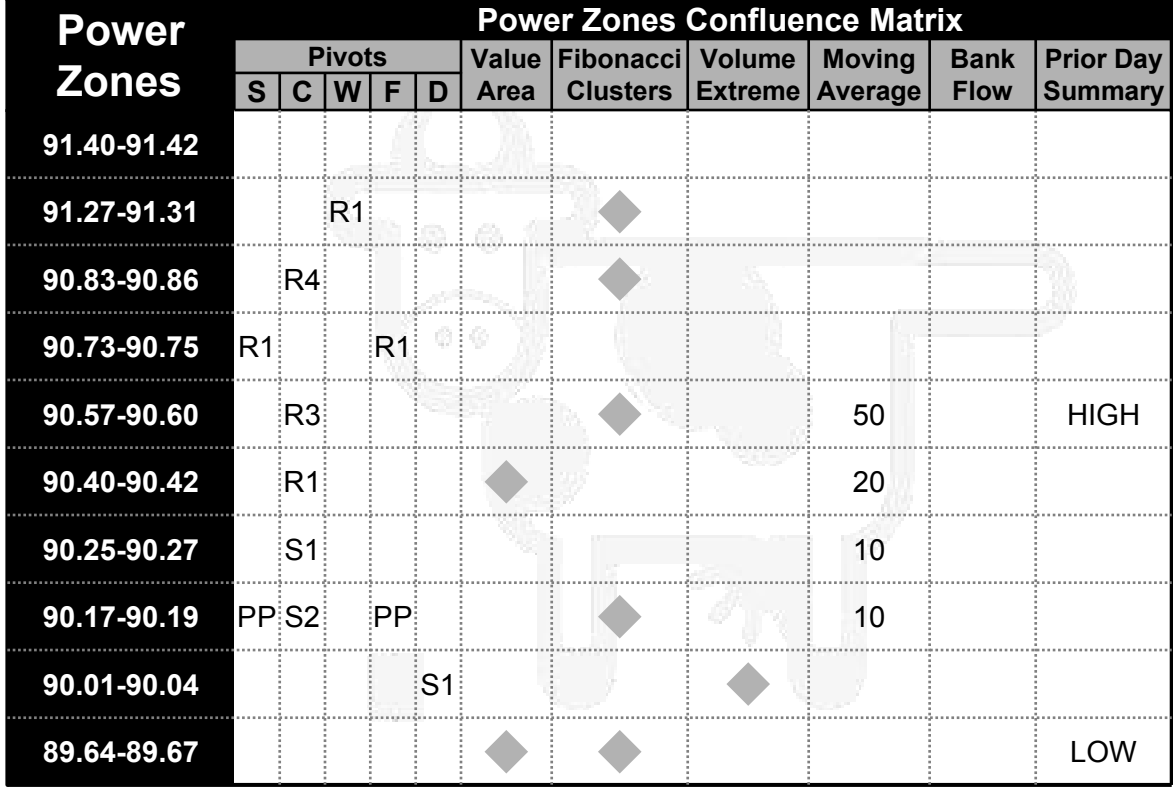 Power Zones
Power Zones Confluence Matrix
Pivots
Value Area
Fibonacci Clusters
Volume Extreme
Moving Average
Bank Flow
Prior Day Summary
S C W F D
91.40-91.42
91.27-91.31 R1
90.83-90.86 R4
90.73-90.75 R1 R1
90.57-90.60 R3 50 HIGH
90.40-90.42 R1 20
90.25-90.27 S1 10
90.17-90.19 PP S2 PP 10
90.01-90.04 S1
89.64-89.67 LOW